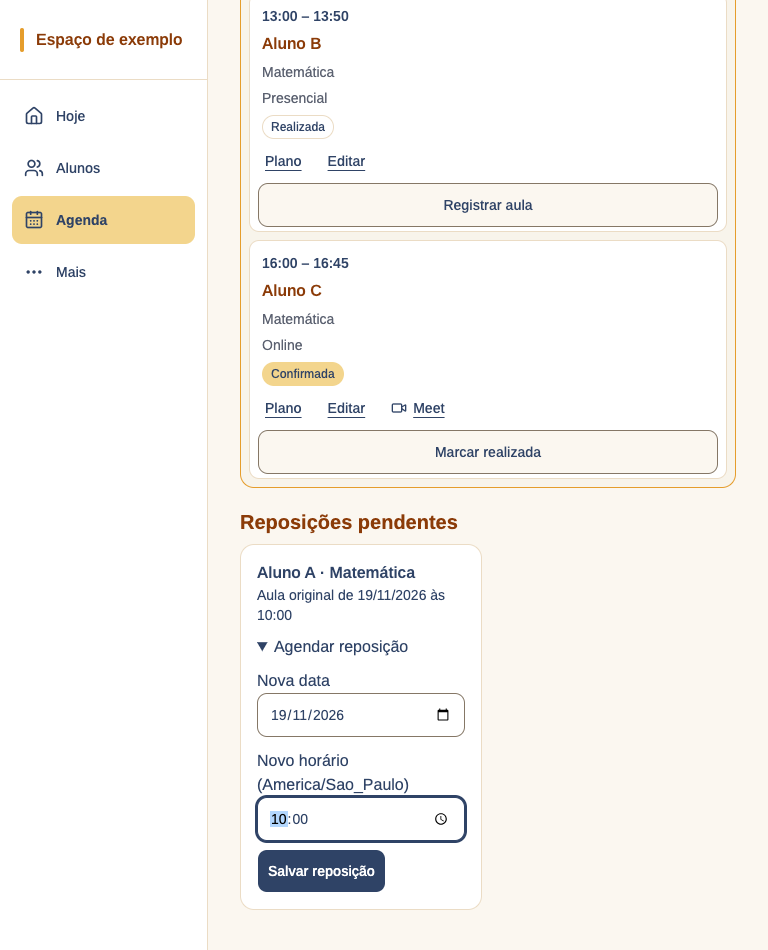 Espaço de exemplo
Hoje
Alunos
Agenda
Mais
13:00 – 13:50
Aluno B
Matemática
Presencial
Realizada
Plano Editar
Registrar aula
16:00 – 16:45
Aluno C
Matemática
Online
Confirmada
Plano Editar Meet
Marcar realizada
Reposições pendentes
Aluno A · Matemática
Aula original de 19/11/2026 às
10:00
▼ Agendar reposição
Nova data
19/11/2026
Novo horário
(America/Sao_Paulo)
10:00
Salvar reposição